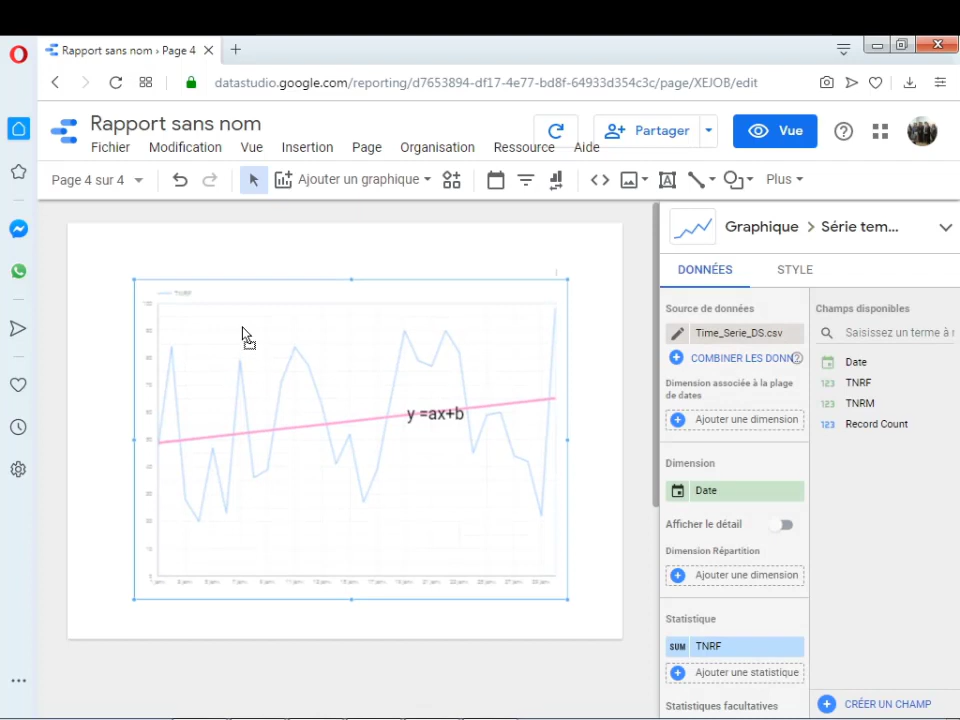 Rapport sans nom › Page 4
datastudio.google.com/reporting/d7653894-df17-4e77-bd8f-64933d354c3c/page/XEJOB/edit
Rapport sans nom
Partager
Vue
Fichier Modification Vue Insertion Page Organisation Ressource Aide
Page 4 sur 4
Ajouter un graphique
Plus
Graphique > Série tem...
DONNÉES STYLE
Source de données
Time_Serie_DS.csv
COMBINER LES DONN
Dimension associée à la plage
de dates
Ajouter une dimension
Dimension
Date
Afficher le détail
Dimension Répartition
Ajouter une dimension
Statistique
SUM TNRF
Ajouter une statistique
Statistiques facultatives
Champs disponibles
Saisissez un terme à r
Date
123 TNRF
123 TNRM
123 Record Count
CRÉER UN CHAMP
TNRF
y =ax+b